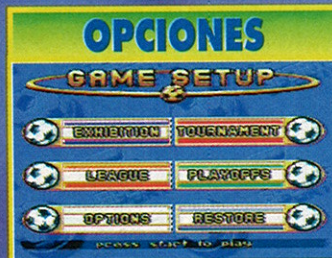 OPCIONES
GAME SETUP
EXHIBITION TOURNAMENT
LEAGUE PLAYOFFS
OPTIONS RESTORE
press start to play